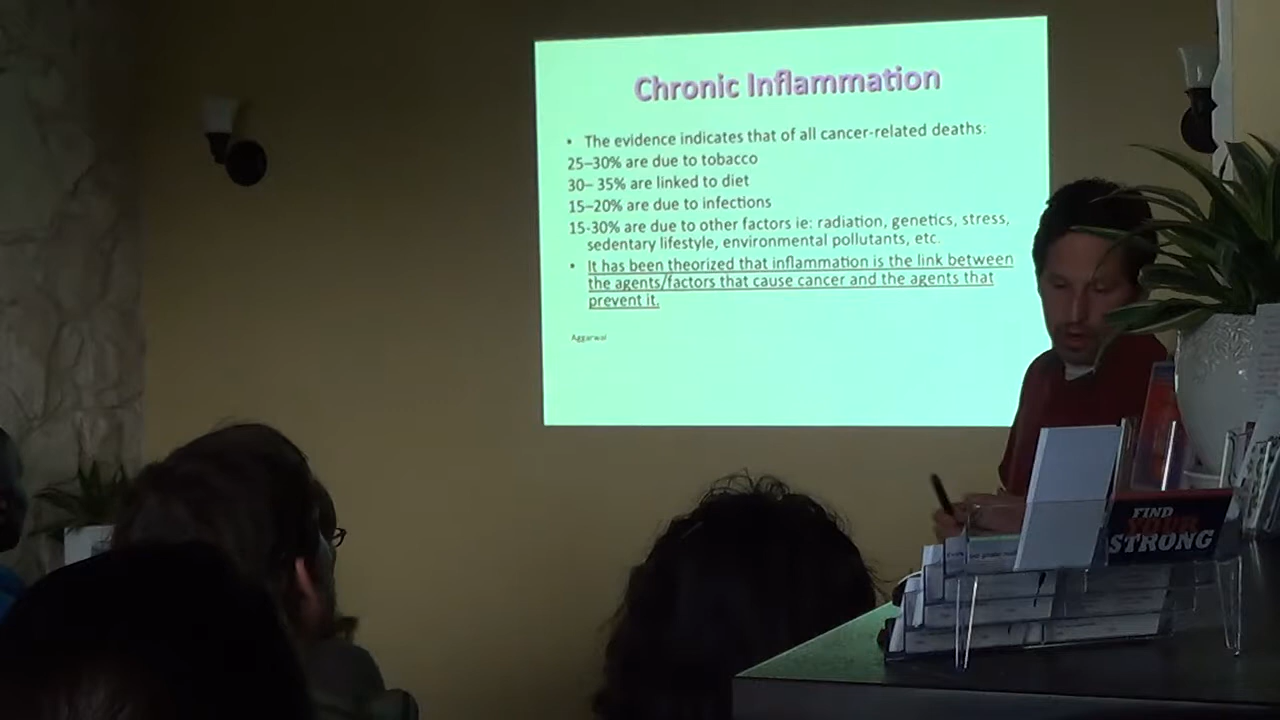 Chronic Inflammation
• The evidence indicates that of all cancer-related deaths:
25–30% are due to tobacco
30– 35% are linked to diet
15–20% are due to infections
15-30% are due to other factors ie: radiation, genetics, stress,
sedentary lifestyle, environmental pollutants, etc.
• It has been theorized that inflammation is the link between
the agents/factors that cause cancer and the agents that
prevent it.
Aggarwal
FIND
YOUR
STRONG